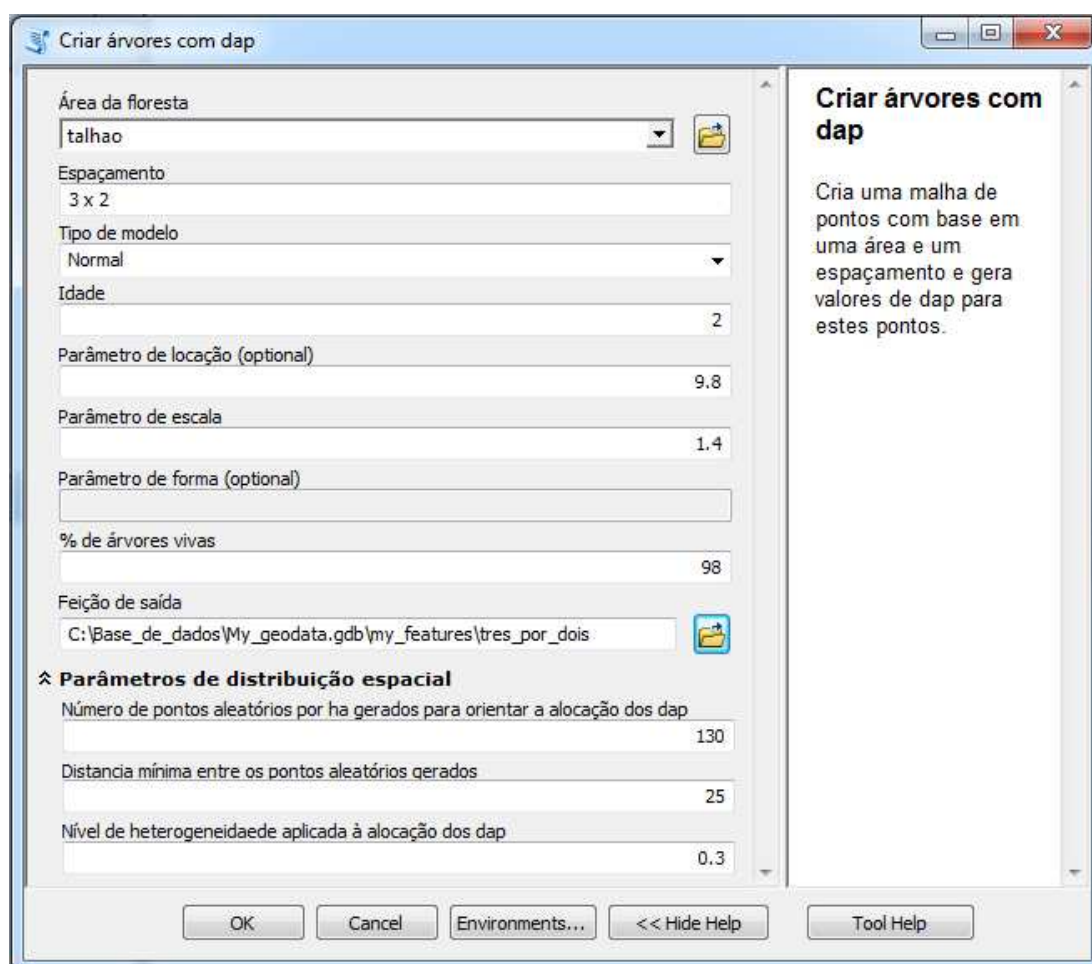 Criar árvores com dap
Área da floresta
talhao
Espaçamento
3 x 2
Tipo de modelo
Normal
Idade
2
Parâmetro de locação (optional)
9.8
Parâmetro de escala
1.4
Parâmetro de forma (optional)
% de árvores vivas
98
Feição de saída
C:\Base_de_dados\My_geodata.gdb\my_features\tres_por_dois
Parâmetros de distribuição espacial
Número de pontos aleatórios por ha gerados para orientar a alocação dos dap
130
Distancia mínima entre os pontos aleatórios gerados
25
Nível de heterogeneidaede aplicada à alocação dos dap
0.3
Criar árvores com
dap
Cria uma malha de
pontos com base em
uma área e um
espaçamento e gera
valores de dap para
estes pontos.
OK
Cancel
Environments...
<< Hide Help
Tool Help